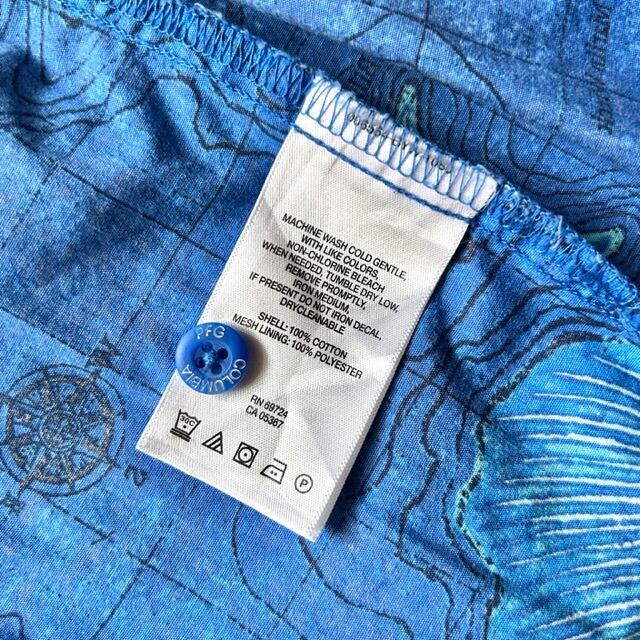 MACHINE WASH COLD GENTLE,
WITH LIKE COLORS,
NON-CHLORINE BLEACH
WHEN NEEDED, TUMBLE DRY LOW,
REMOVE PROMPTLY,
IRON MEDIUM,
IF PRESENT DO NOT IRON DECAL,
DRYCLEANABLE
SHELL: 100% COTTON
MESH LINING: 100% POLYESTER
PFG
COLUMBIA
RN 69724
CA 05367
30C
P